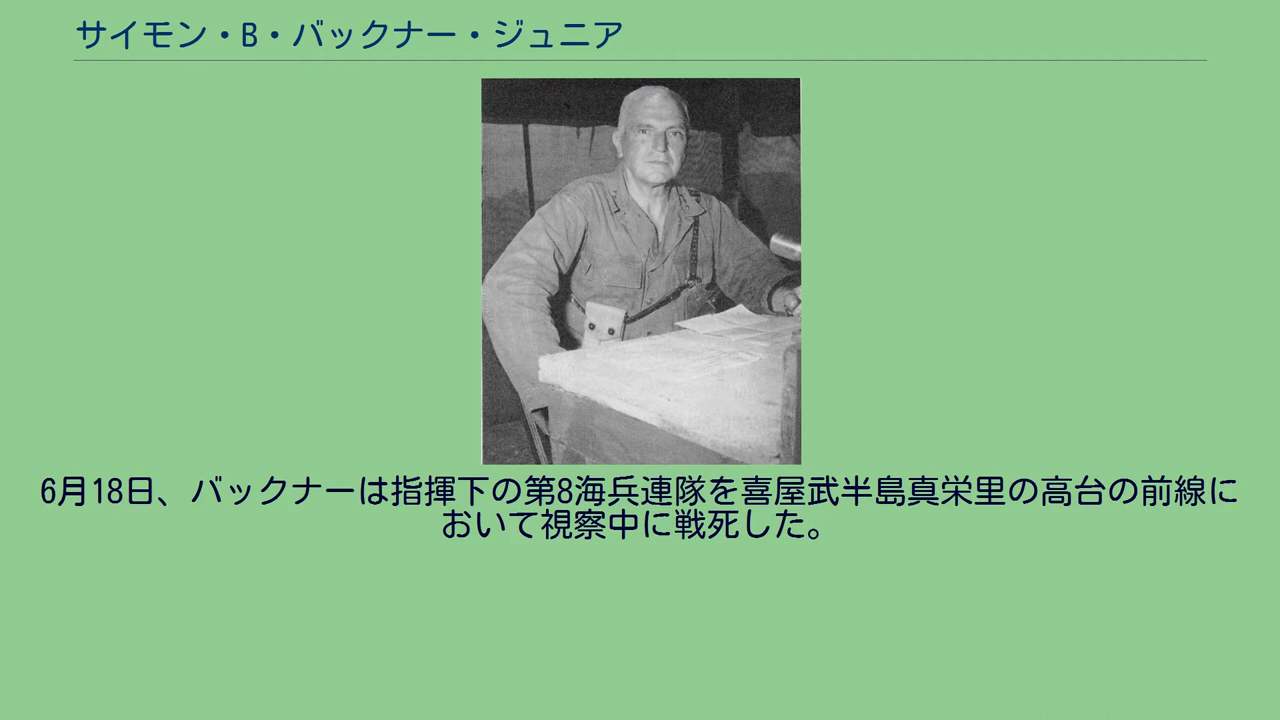 サイモン・B・バックナー・ジュニア
6月18日、バックナーは指揮下の第8海兵連隊を喜屋武半島真栄里の高台の前線に
おいて視察中に戦死した。